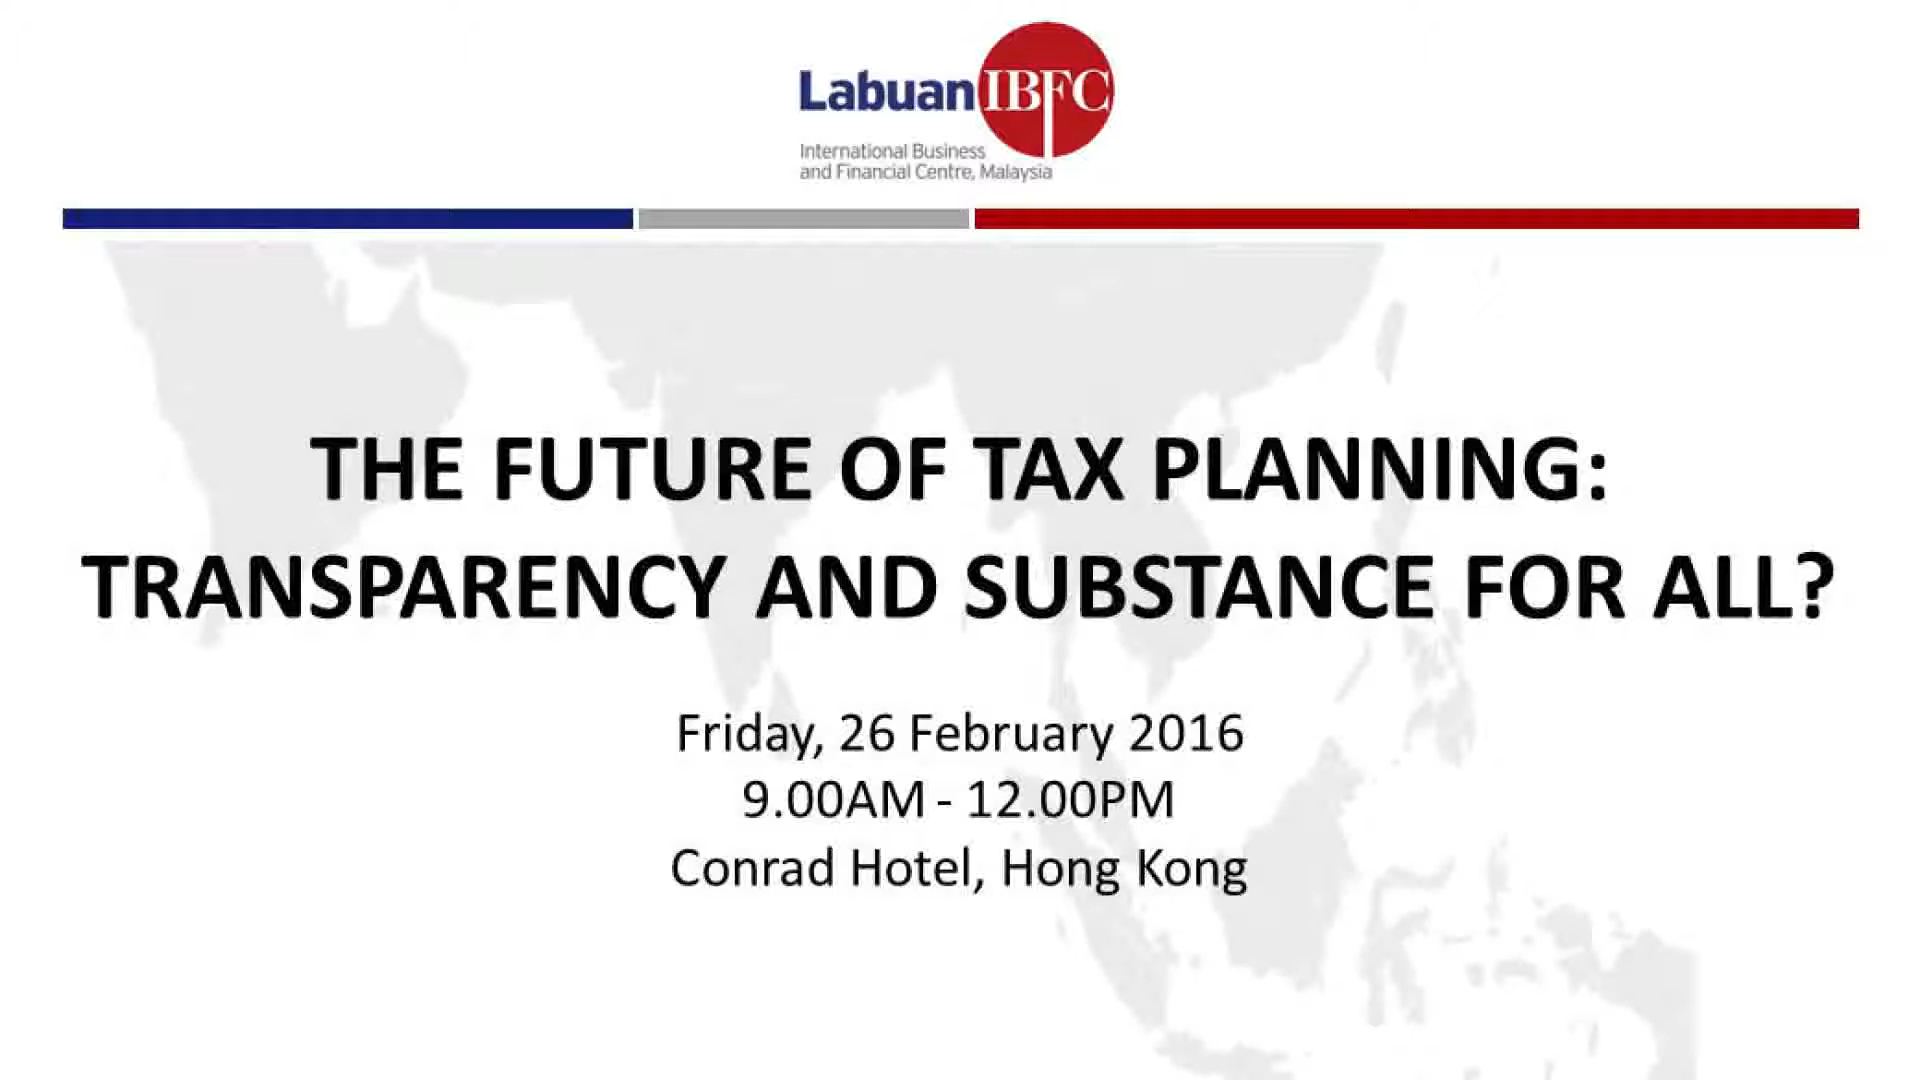 Labuan IBFC
International Business
and Financial Centre, Malaysia
THE FUTURE OF TAX PLANNING:
TRANSPARENCY AND SUBSTANCE FOR ALL?
Friday, 26 February 2016
9.00AM - 12.00PM
Conrad Hotel, Hong Kong